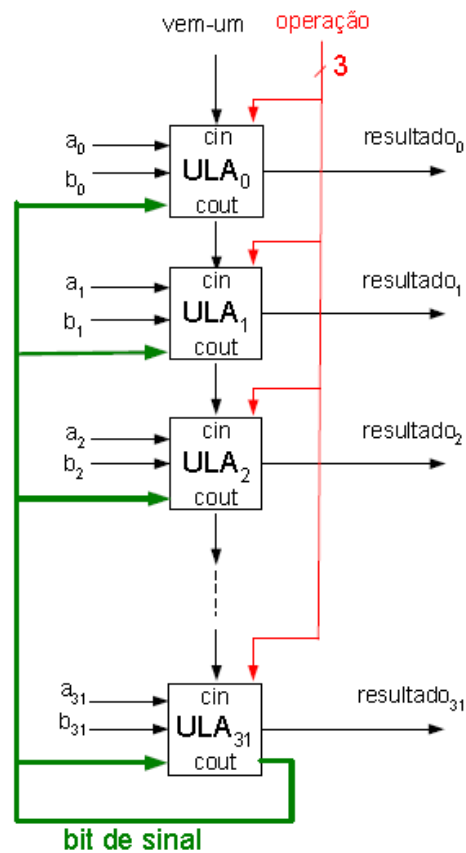 vem-um operação
3
a₀ cin resultado₀
b₀ ULA₀
cout
a₁ cin resultado₁
b₁ ULA₁
cout
a₂ cin resultado₂
b₂ ULA₂
cout
a₃₁ cin resultado₃₁
b₃₁ ULA₃₁
cout
bit de sinal